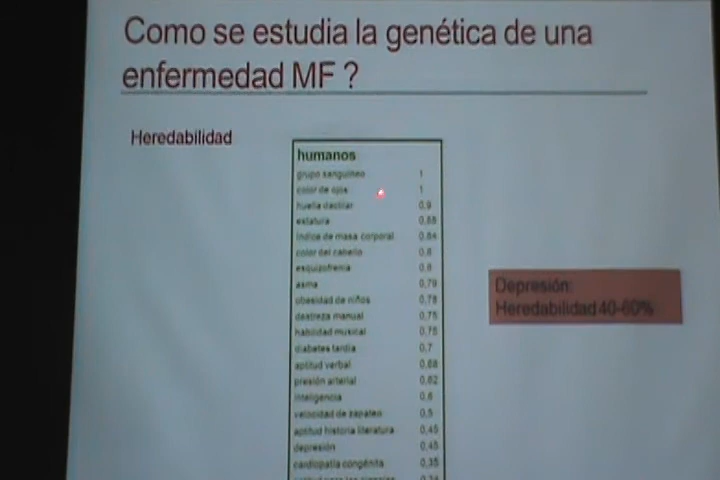 Como se estudia la genética de una
enfermedad MF ?
Heredabilidad
humanos
grupo sanguineo 1
color de ojos 1
huella dactilar 0,9
estatura 0,88
índice de masa corporal 0,84
color del cabello 0,8
esquizofrenia 0,8
asma 0,79
obesidad de niños 0,78
destreza manual 0,75
habilidad musical 0,75
diabetes tardía 0,7
aptitud verbal 0,68
presión arterial 0,62
inteligencia 0,6
velocidad de zapateo 0,5
aptitud historia literatura 0,45
depresión 0,45
cardiopatía congénita 0,35
Depresión:
Heredabilidad 40-60%